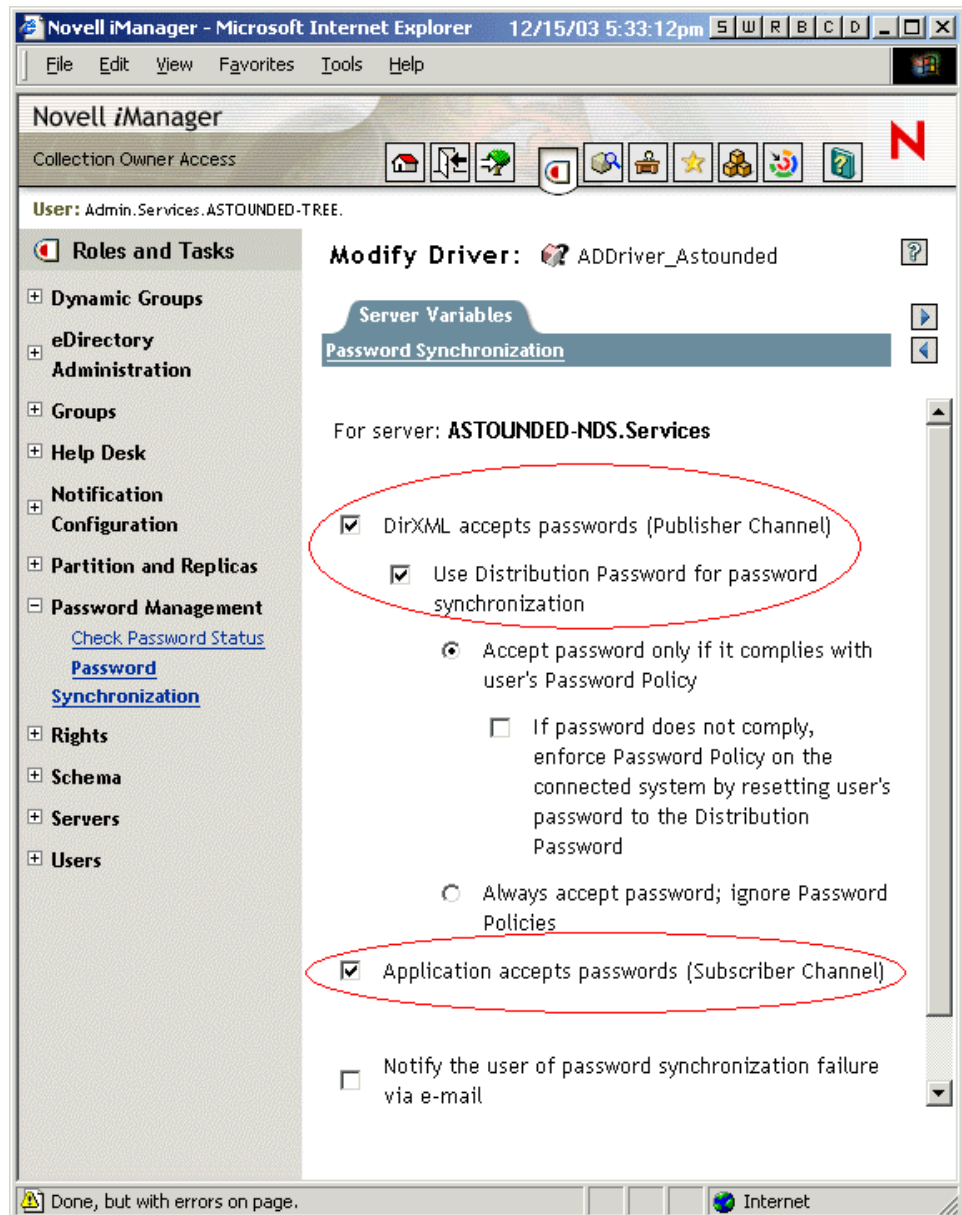 Novell iManager - Microsoft Internet Explorer 12/15/03 5:33:12pm S W R B C D
File Edit View Favorites Tools Help
Novell iManager
Collection Owner Access
N
User: Admin.Services.ASTOUNDED-TREE.
Roles and Tasks
Dynamic Groups
eDirectory
Administration
Groups
Help Desk
Notification
Configuration
Partition and Replicas
Password Management
Check Password Status
Password
Synchronization
Rights
Schema
Servers
Users
Modify Driver: ADDriver_Astounded
Server Variables
Password Synchronization
For server: ASTOUNDED-NDS.Services
DirXML accepts passwords (Publisher Channel)
Use Distribution Password for password
synchronization
Accept password only if it complies with
user's Password Policy
If password does not comply,
enforce Password Policy on the
connected system by resetting user's
password to the Distribution
Password
Always accept password; ignore Password
Policies
Application accepts passwords (Subscriber Channel)
Notify the user of password synchronization failure
via e-mail
Done, but with errors on page. Internet